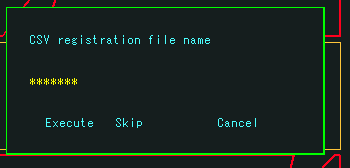 CSV registration file name
*******
Execute Skip Cancel